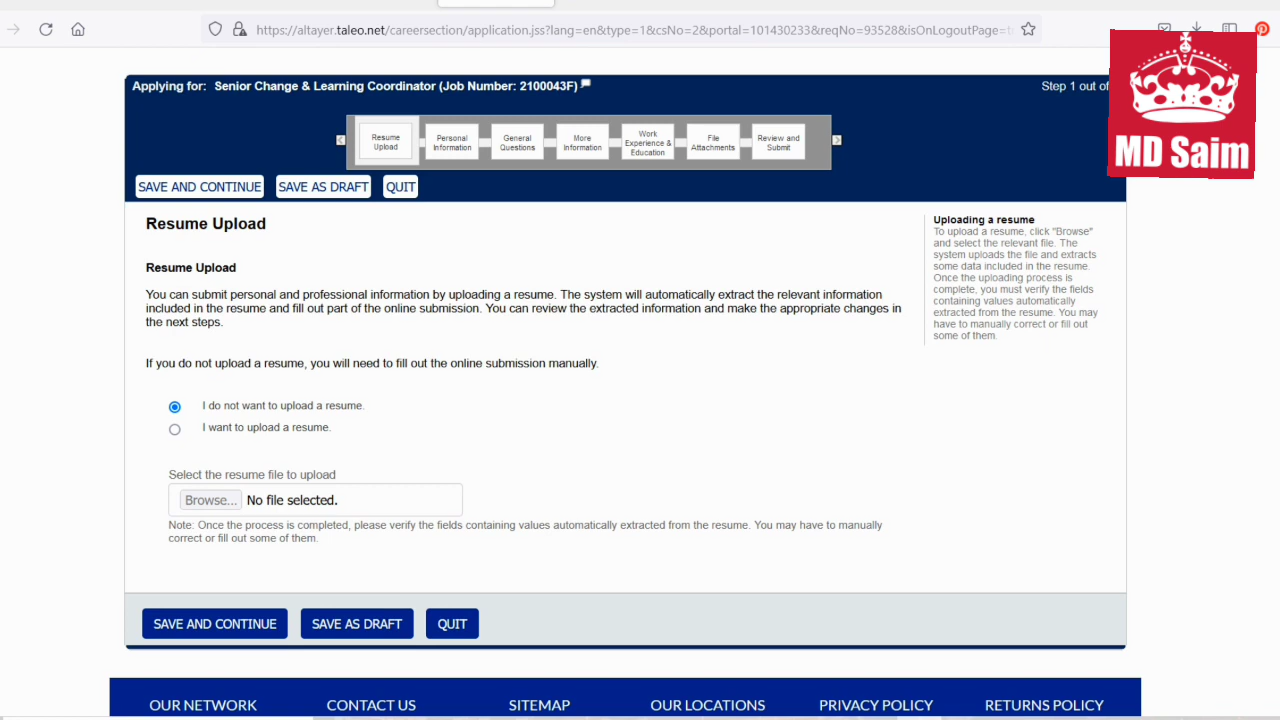 https://altayer.taleo.net/careersection/application.jss?lang=en&type=1&csNo=2&portal=101430233&reqNo=93528&isOnLogoutPage=
Applying for: Senior Change & Learning Coordinator (Job Number: 2100043F)
Step 1 out of
MD Saim
Resume
Upload
Personal
Information
General
Questions
More
Information
Work
Experience &
Education
File
Attachments
Review and
Submit
SAVE AND CONTINUE SAVE AS DRAFT QUIT
Resume Upload
Resume Upload
You can submit personal and professional information by uploading a resume. The system will automatically extract the relevant information
included in the resume and fill out part of the online submission. You can review the extracted information and make the appropriate changes in
the next steps.
If you do not upload a resume, you will need to fill out the online submission manually.
I do not want to upload a resume.
I want to upload a resume.
Select the resume file to upload
Browse... No file selected.
Note: Once the process is completed, please verify the fields containing values automatically extracted from the resume. You may have to manually
correct or fill out some of them.
Uploading a resume
To upload a resume, click "Browse"
and select the relevant file. The
system uploads the file and extracts
some data included in the resume.
Once the uploading process is
complete, you must verify the fields
containing values automatically
extracted from the resume. You may
have to manually correct or fill out
some of them.
SAVE AND CONTINUE SAVE AS DRAFT QUIT
OUR NETWORK CONTACT US SITEMAP OUR LOCATIONS PRIVACY POLICY RETURNS POLICY